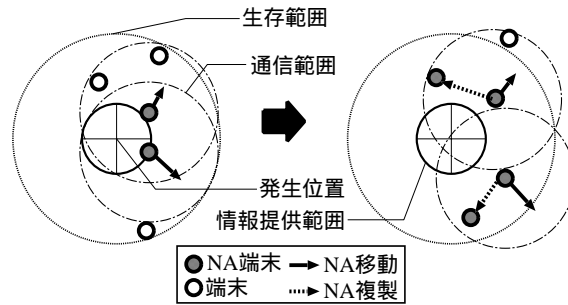 生存範囲
通信範囲
発生位置
情報提供範囲
NA端末 NA移動
端末 NA複製